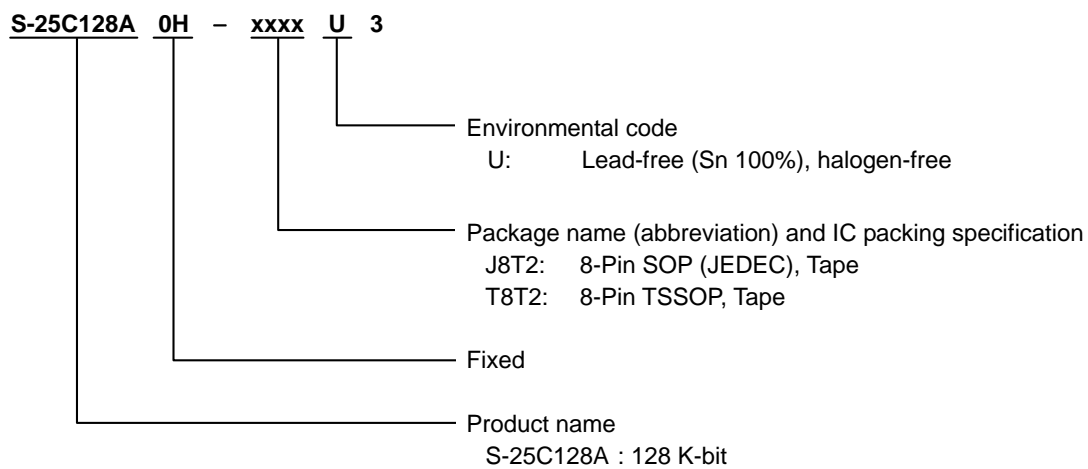 S-25C128A 0H – xxxx U 3
Environmental code
U: Lead-free (Sn 100%), halogen-free
Package name (abbreviation) and IC packing specification
J8T2: 8-Pin SOP (JEDEC), Tape
T8T2: 8-Pin TSSOP, Tape
Fixed
Product name
S-25C128A : 128 K-bit